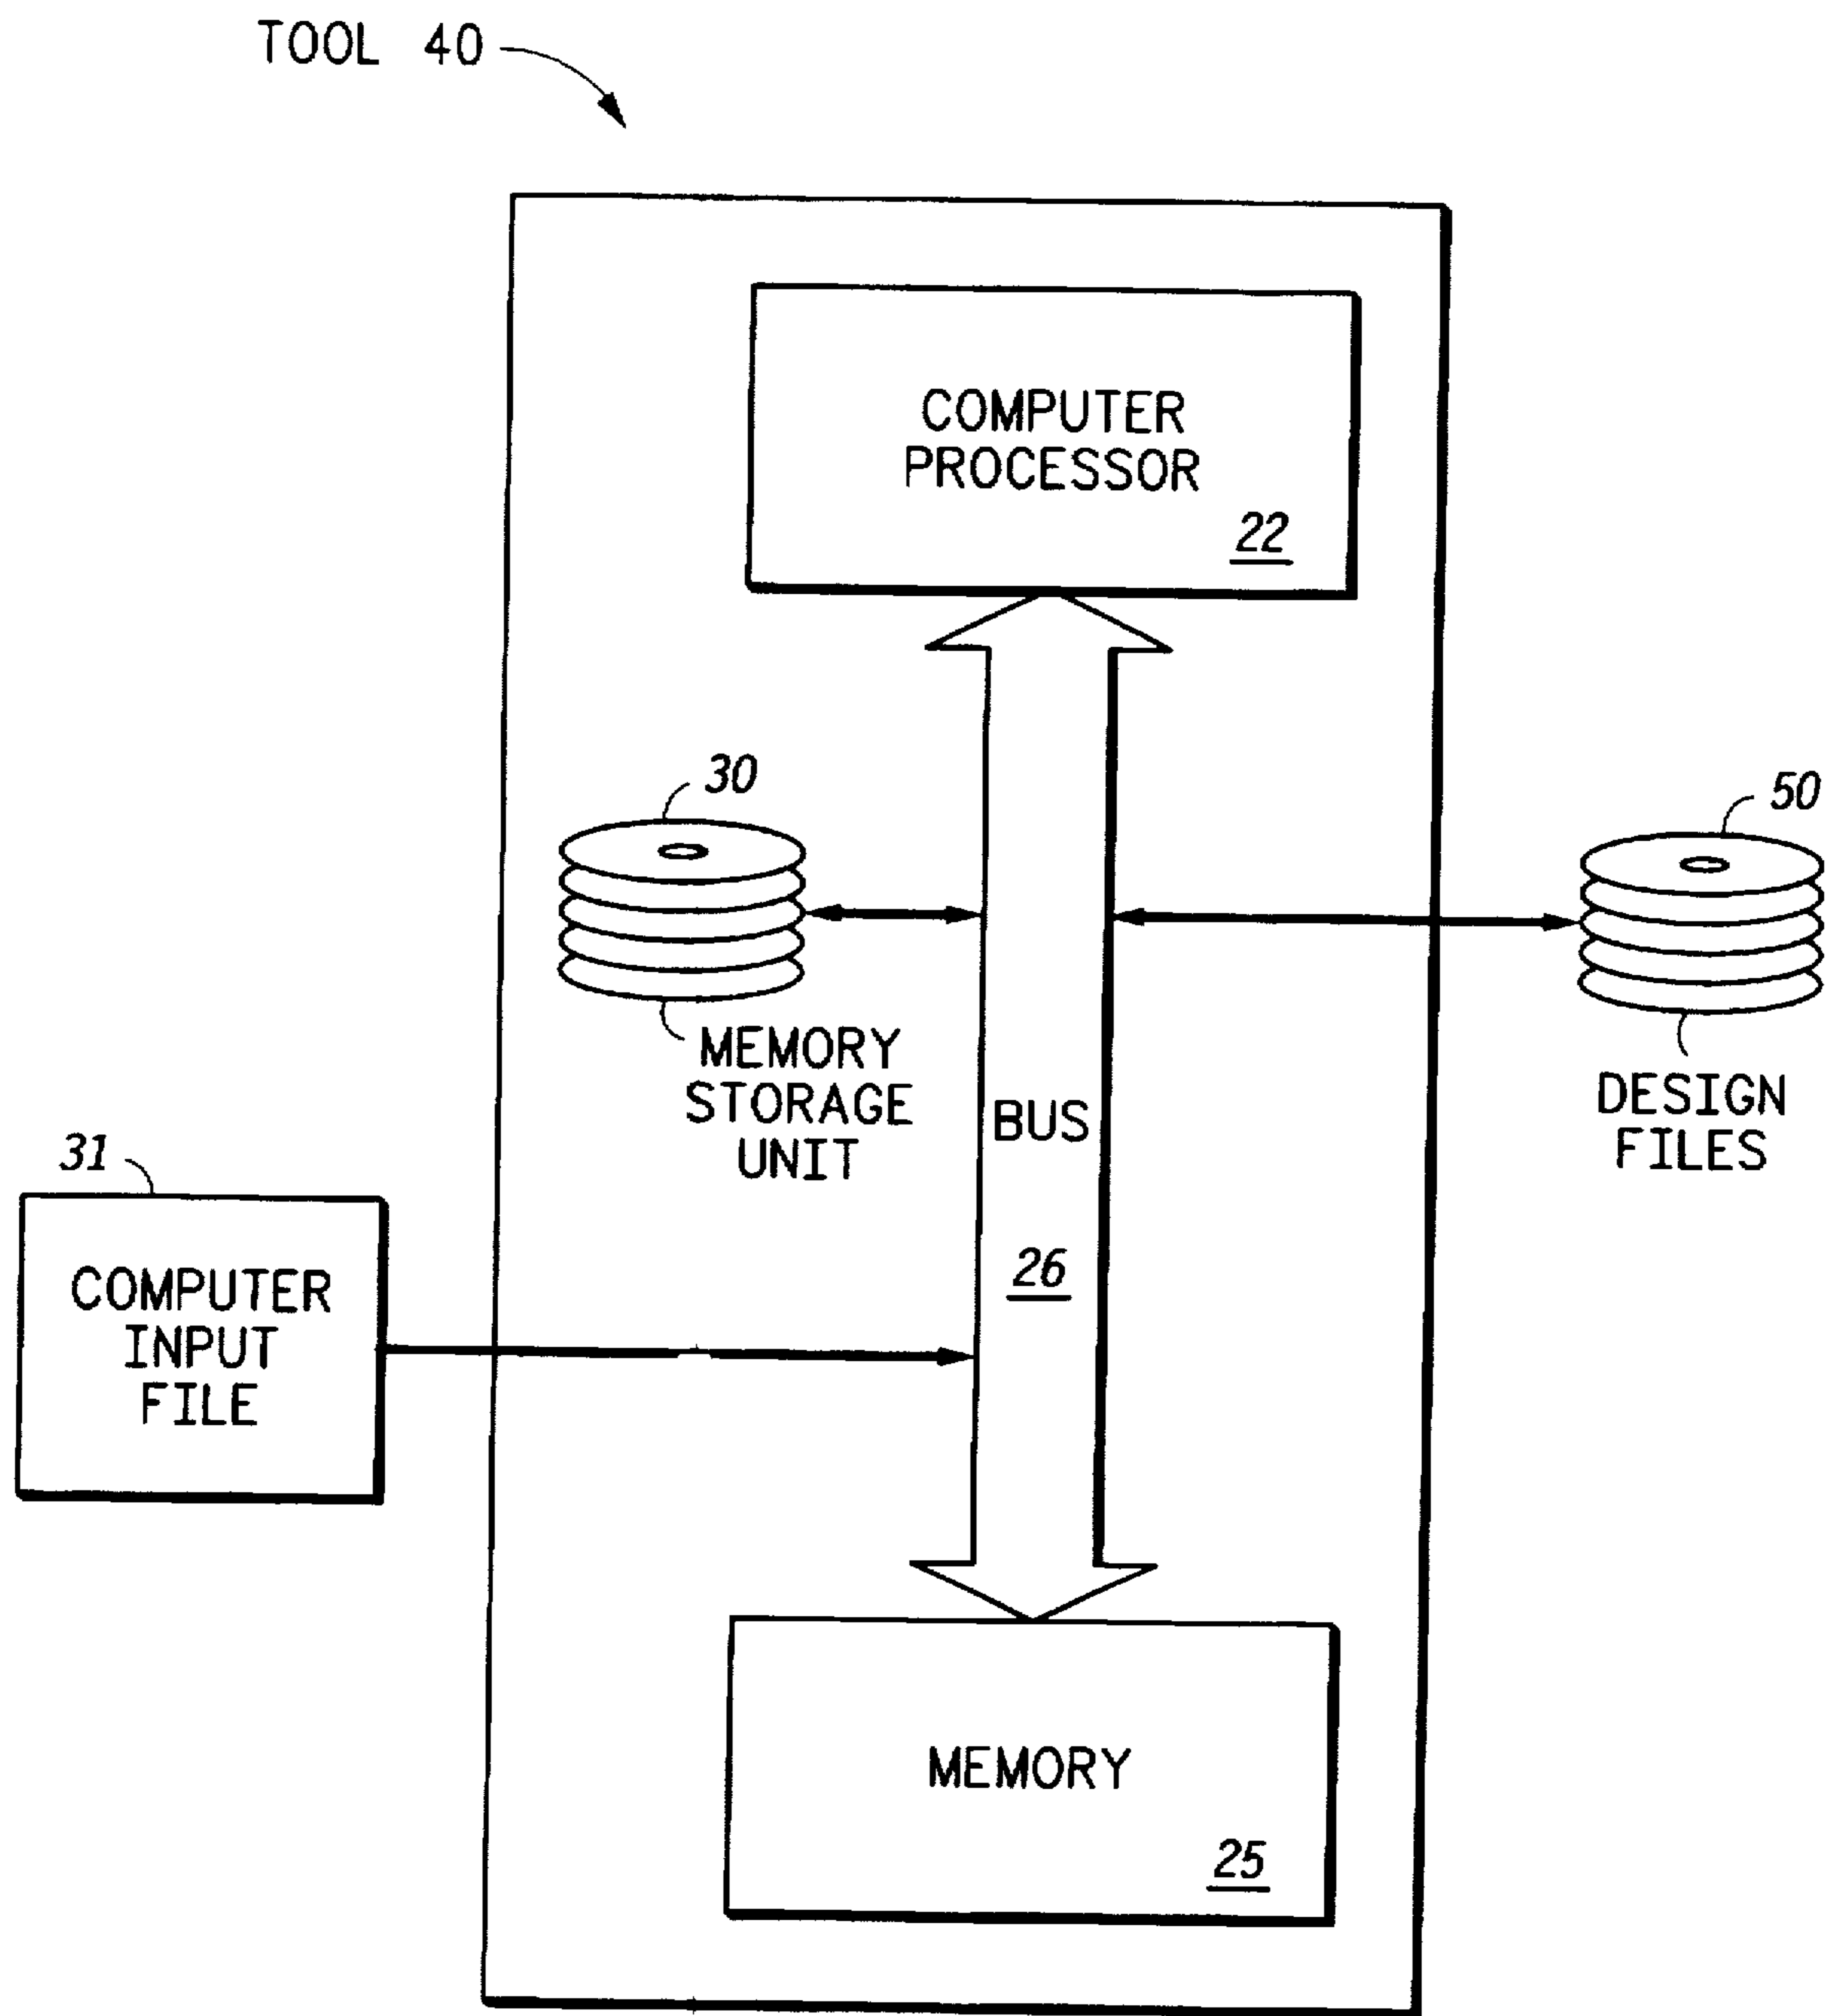 TOOL 40
COMPUTER
PROCESSOR
22
30
50
MEMORY
STORAGE
UNIT
BUS
DESIGN
FILES
31
26
COMPUTER
INPUT
FILE
MEMORY
25